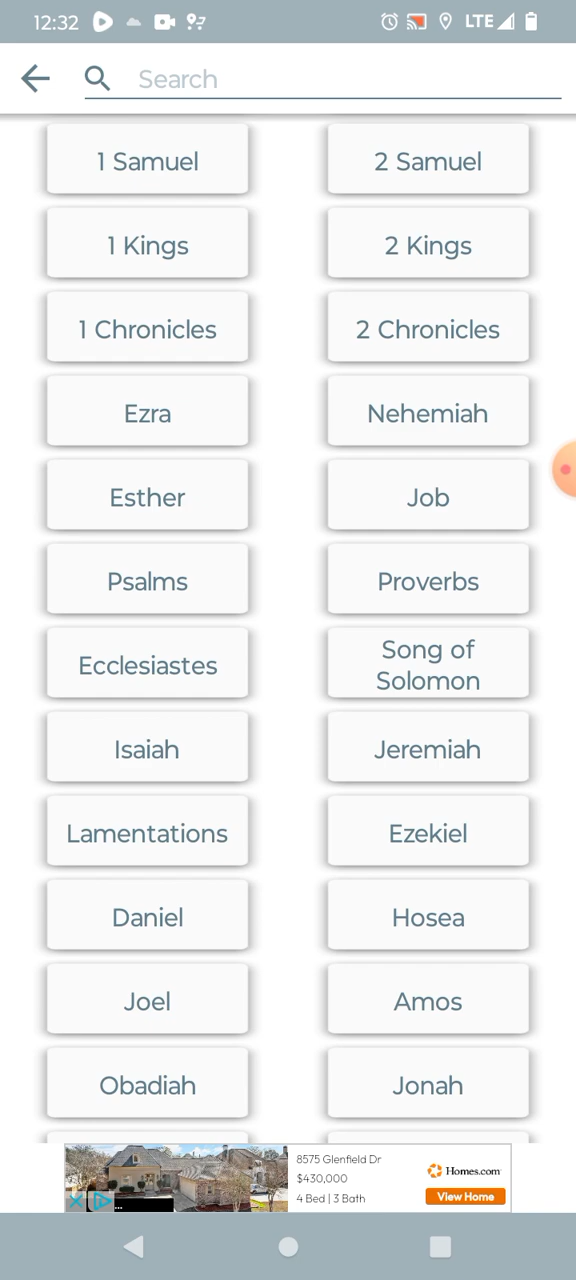 12:32
LTE
Search
1 Samuel
2 Samuel
1 Kings
2 Kings
1 Chronicles
2 Chronicles
Ezra
Nehemiah
Esther
Job
Psalms
Proverbs
Ecclesiastes
Song of
Solomon
Isaiah
Jeremiah
Lamentations
Ezekiel
Daniel
Hosea
Joel
Amos
Obadiah
Jonah
8575 Glenfield Dr
$430,000
4 Bed | 3 Bath
Homes.com
View Home
...